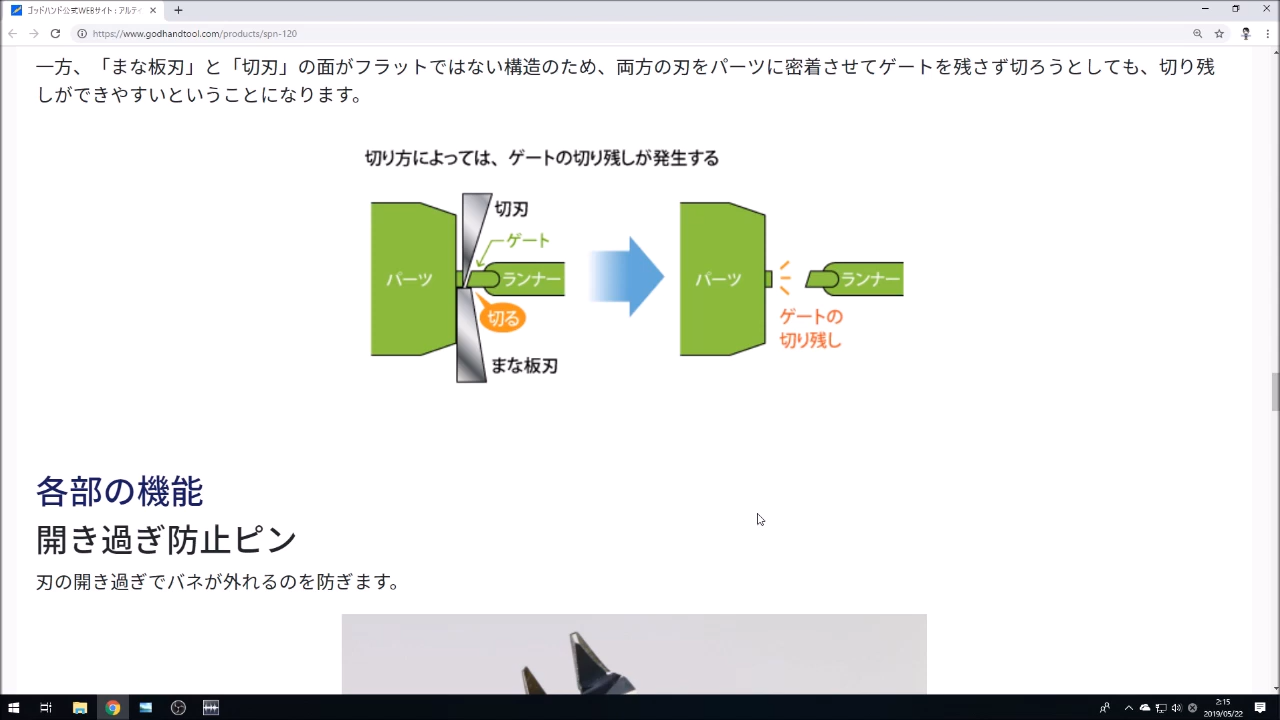 ゴッドハンド公式WEBサイト : アルティ
https://www.godhandtool.com/products/spn-120
一方、「まな板刃」と「切刃」の面がフラットではない構造のため、両方の刃をパーツに密着させてゲートを残さず切ろうとしても、切り残
しができやすいということになります。
切り方によっては、ゲートの切り残しが発生する
切刃
ゲート
パーツ
ランナー
切る
まな板刃
パーツ
ランナー
ゲートの
切り残し
各部の機能
開き過ぎ防止ピン
刃の開き過ぎでバネが外れるのを防ぎます。
2:15
2019/05/22